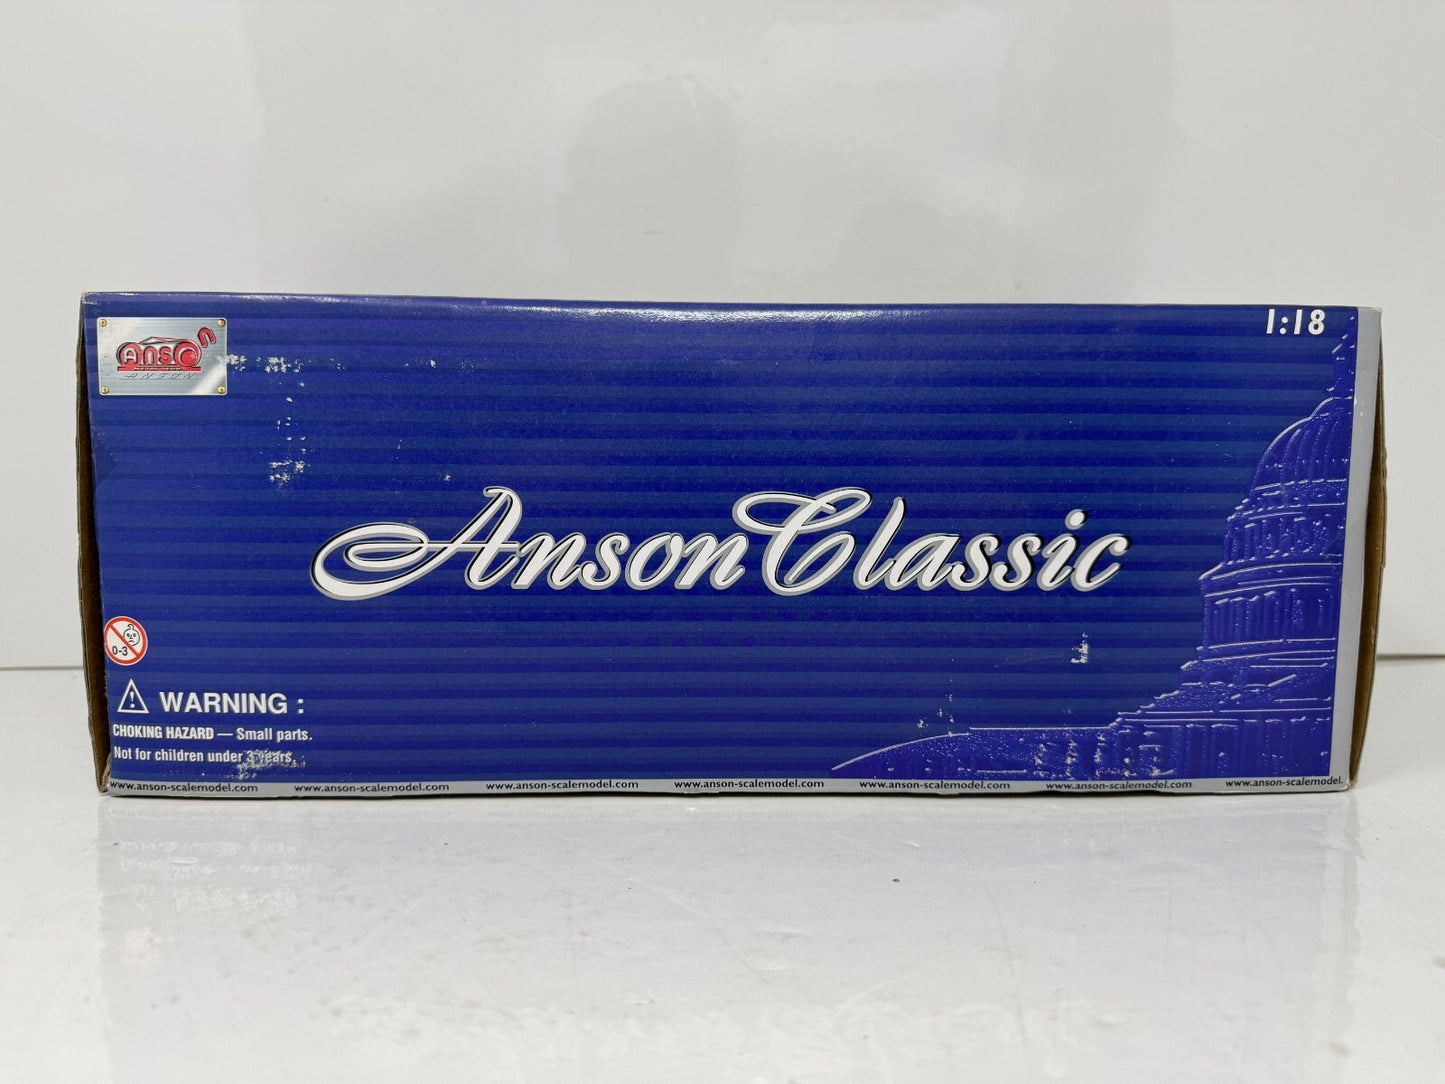 ANSON
ANSON
1:18
Anson Classic
0-3
WARNING :
CHOKING HAZARD — Small parts.
Not for children under 3 years.
www.anson-scalemodel.com www.anson-scalemodel.com www.anson-scalemodel.com www.anson-scalemodel.com www.anson-scalemodel.com www.anson-scalemodel.com www.anson-scalemodel.